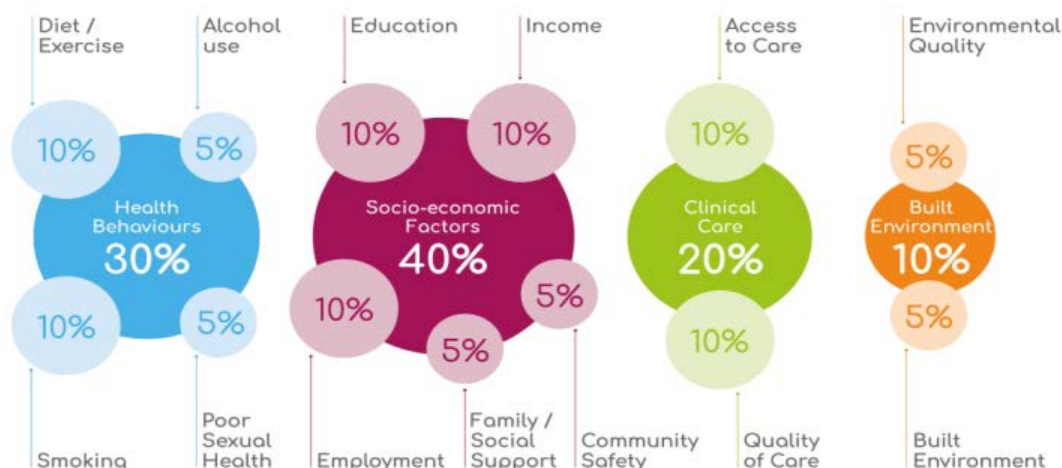 Diet /
Exercise
Alcohol
use
Education
Income
Access
to Care
Environmental
Quality
10%
5%
10%
10%
10%
5%
Health
Behaviours
30%
Socio-economic
Factors
40%
Clinical
Care
20%
Built
Environment
10%
10%
5%
10%
5%
5%
10%
5%
Smoking
Poor
Sexual
Health
Employment
Family /
Social
Support
Community
Safety
Quality
of Care
Built
Environment